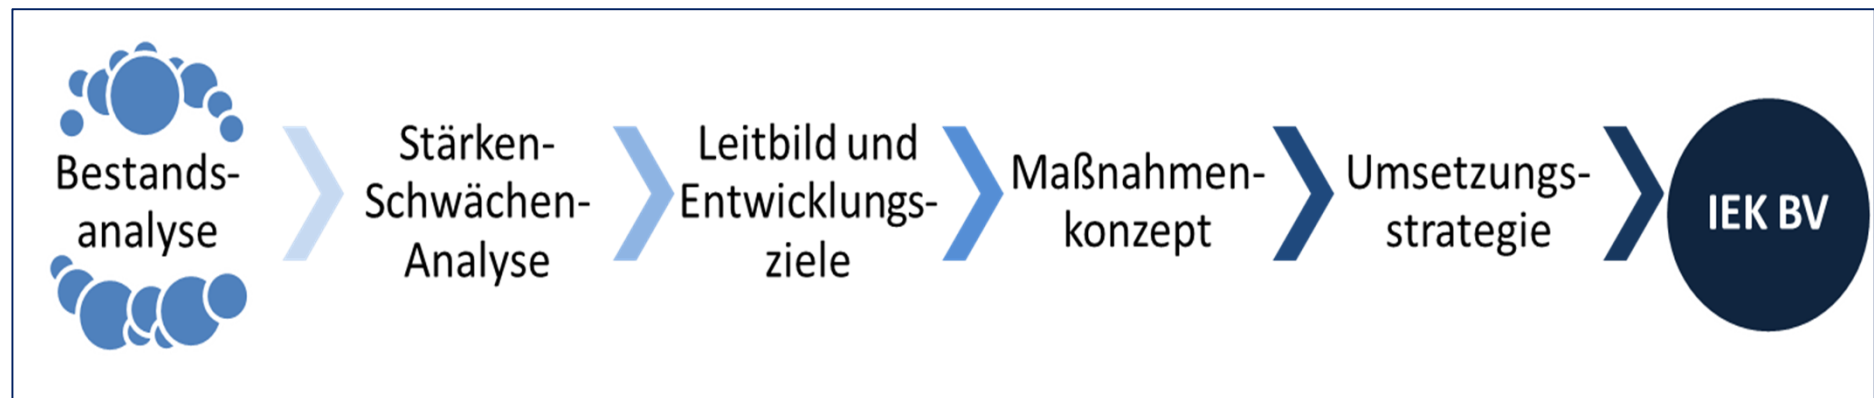 Bestands-
analyse
Stärken-
Schwächen-
Analyse
Leitbild und
Entwicklungs-
ziele
Maßnahmen-
konzept
Umsetzungs-
strategie
IEK BV